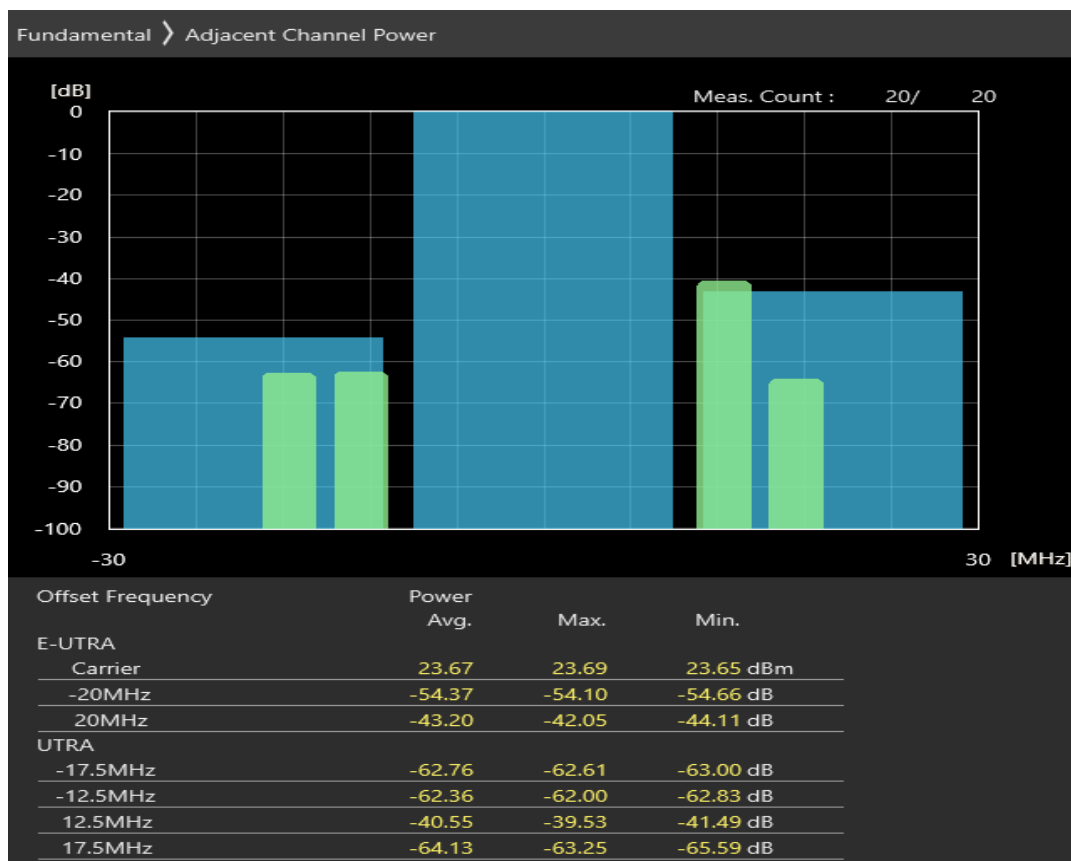 Fundamental ❯ Adjacent Channel Power
[dB]
Meas. Count : 20/ 20
0
-10
-20
-30
-40
-50
-60
-70
-80
-90
-100
-30 30 [MHz]
Offset Frequency Power
Avg. Max. Min.
E-UTRA
Carrier 23.67 23.69 23.65 dBm
-20MHz -54.37 -54.10 -54.66 dB
20MHz -43.20 -42.05 -44.11 dB
UTRA
-17.5MHz -62.76 -62.61 -63.00 dB
-12.5MHz -62.36 -62.00 -62.83 dB
12.5MHz -40.55 -39.53 -41.49 dB
17.5MHz -64.13 -63.25 -65.59 dB